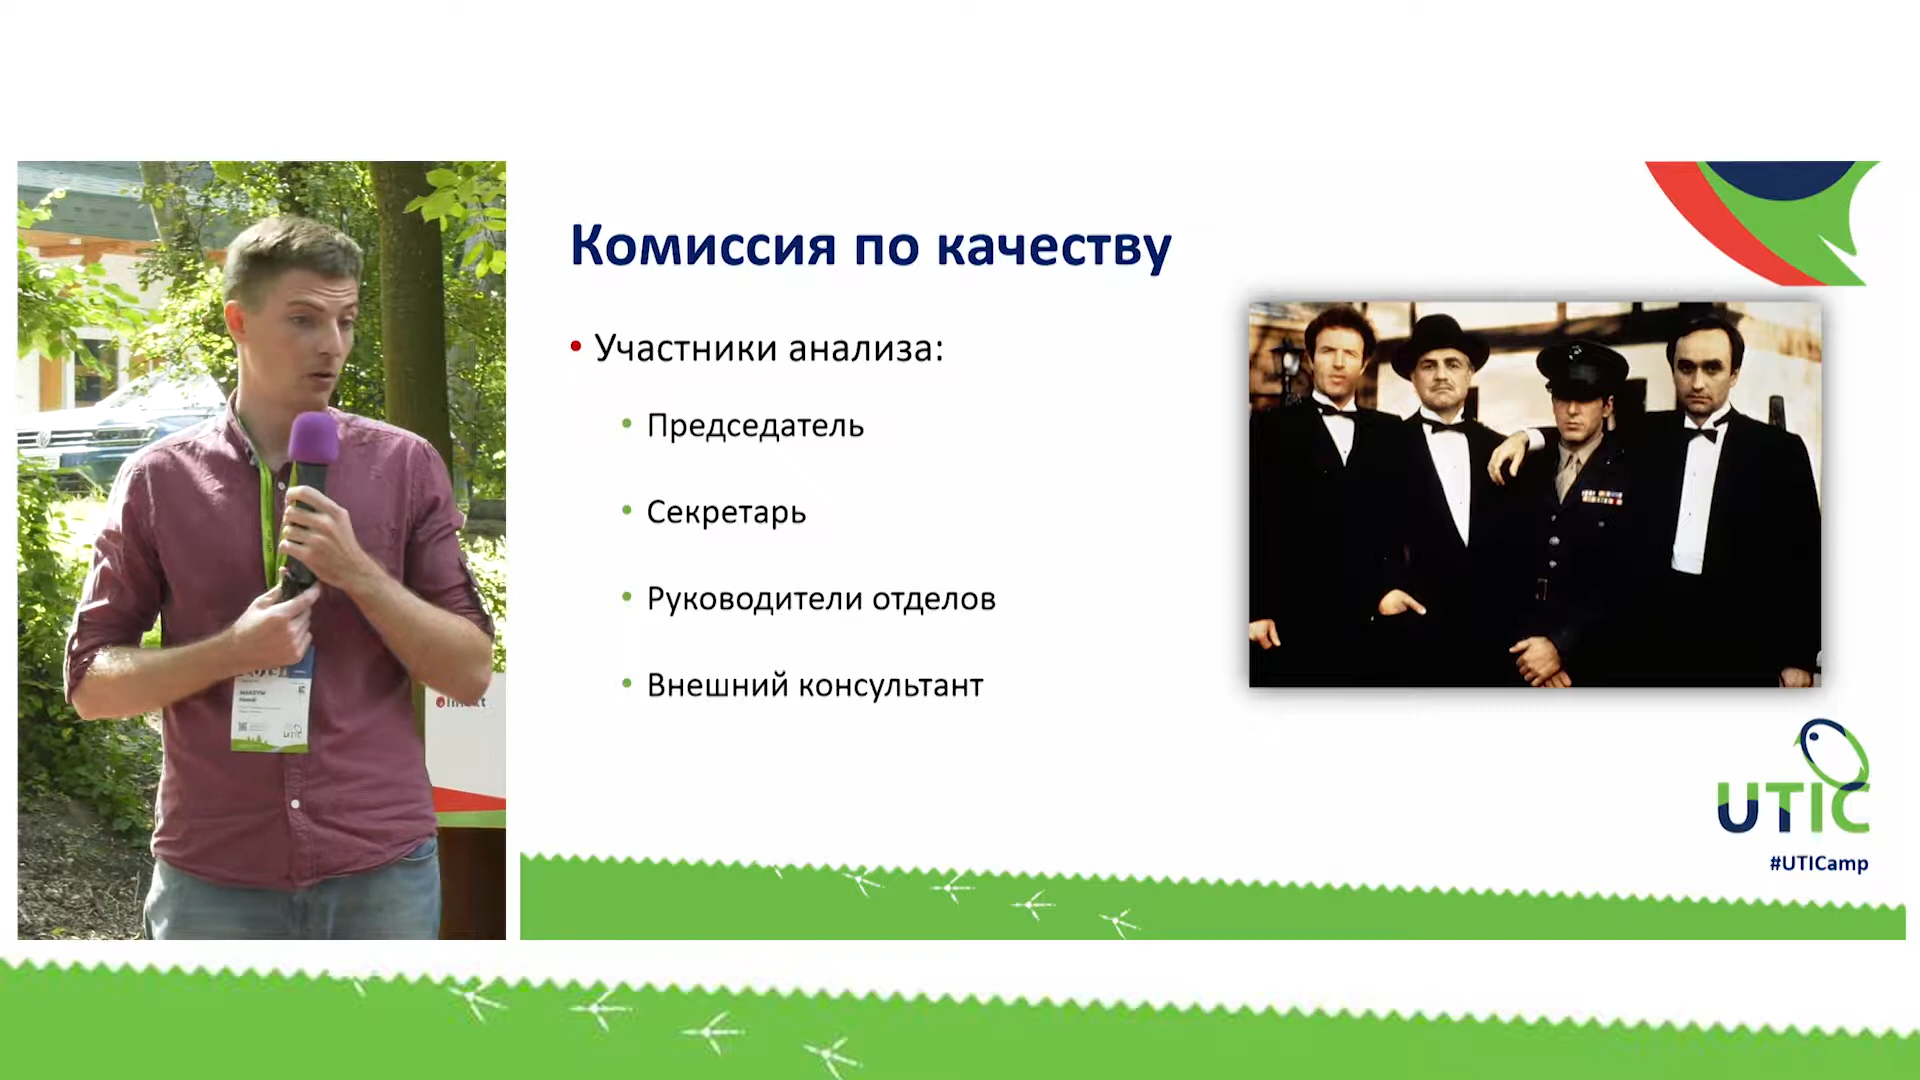 Комиссия по качеству
• Участники анализа:
• Председатель
• Секретарь
• Руководители отделов
• Внешний консультант
UTIC
#UTICamp